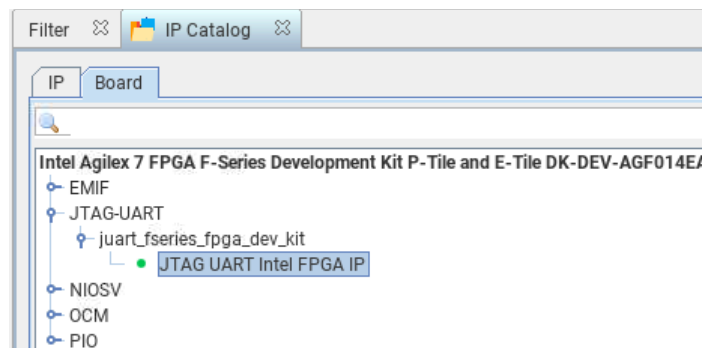 Filter IP Catalog
IP Board
Intel Agilex 7 FPGA F-Series Development Kit P-Tile and E-Tile DK-DEV-AGF014EA
EMIF
JTAG-UART
juart_fseries_fpga_dev_kit
JTAG UART Intel FPGA IP
NIOSV
OCM
PIO